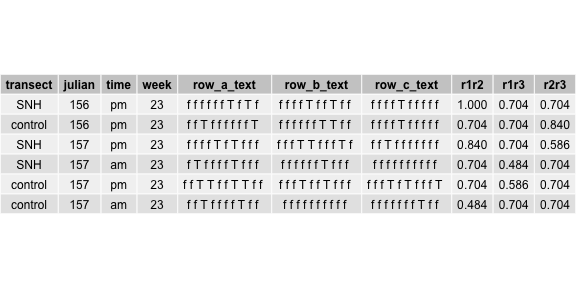 transect julian time week row_a_text row_b_text row_c_text r1r2 r1r3 r2r3
SNH 156 pm 23 f f f f f f T f T f f f f f T f f T f f f f f f T f f f f f 1.000 0.704 0.704
control 156 pm 23 f f T f f f f f f T f f f f f f T T f f f f f f f f f f f f 0.704 0.704 0.840
SNH 157 pm 23 f f f f T f T f f f f f f T T f f f T f f f T f f f f f f f 0.840 0.704 0.586
SNH 157 am 23 f T f f f f T f f f f f f f f f T f f f f f f f f f f f f f 0.704 0.484 0.704
control 157 pm 23 f f T T f f T T f f f f f T f f T f f f f f f T f T f f f T 0.704 0.586 0.704
control 157 am 23 f f T f f f f T f f f f f f f f f f f f f f f f f f f T f f 0.484 0.704 0.704